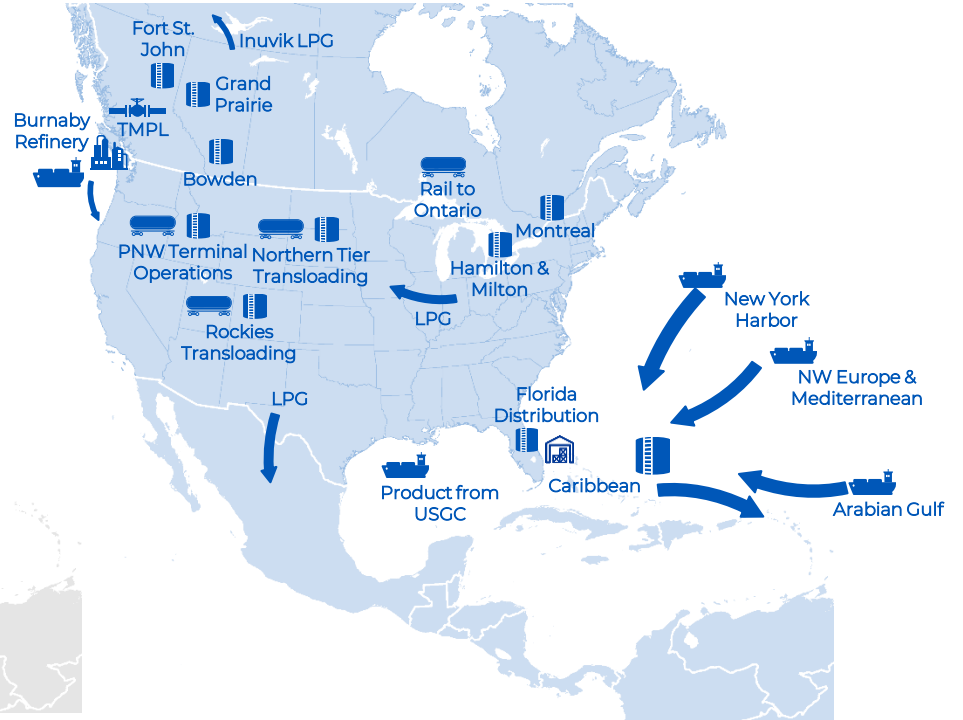 Fort St.
John
Inuvik LPG
Grand
Prairie
Burnaby
Refinery
TMPL
Bowden
Rail to
Ontario
Montreal
PNW Terminal
Operations
Northern Tier
Transloading
Hamilton &
Milton
LPG
Rockies
Transloading
New York
Harbor
NW Europe &
Mediterranean
LPG
Florida
Distribution
Product from
USGC
Caribbean
Arabian Gulf